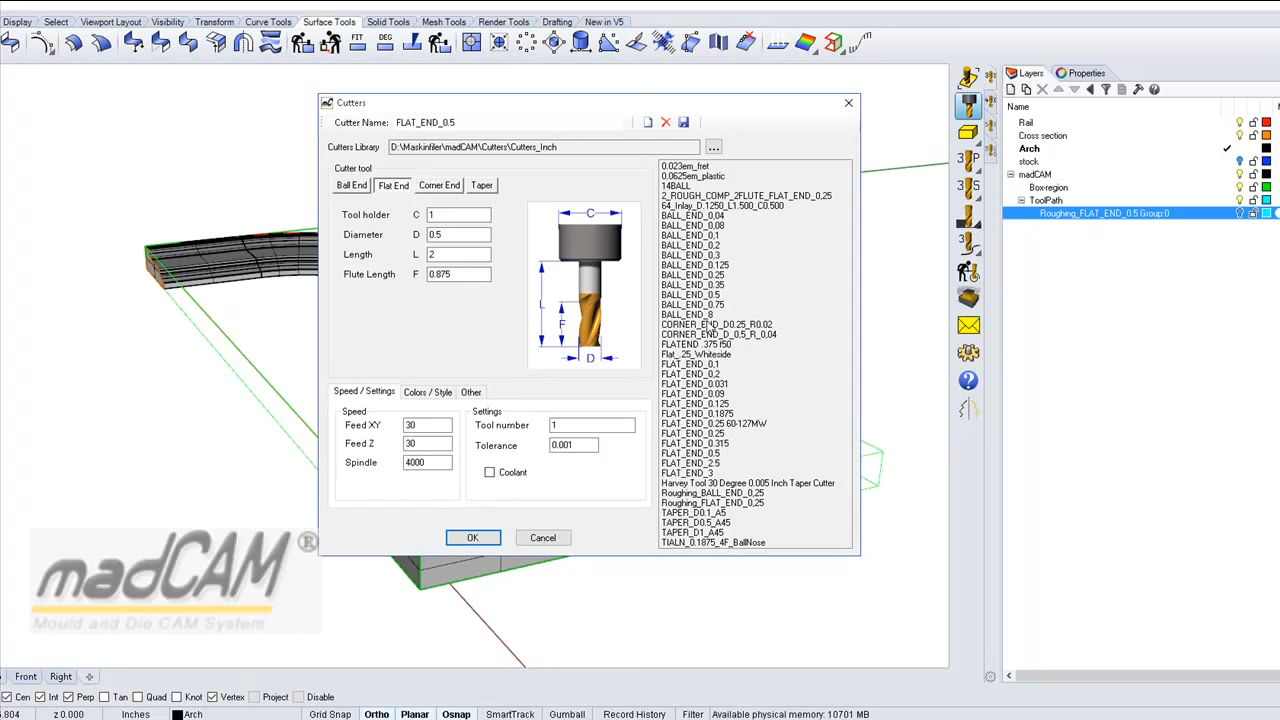 Display Select Viewport Layout Visibility Transform Curve Tools Surface Tools Solid Tools Mesh Tools Render Tools Drafting New in V5
FIT DEG
Layers Properties
Name
Rail
Cross section
Arch
stock
madCAM
Box-region
ToolPath
Roughing_FLAT_END_0.5 Group:0
Cutters
Cutter Name: FLAT_END_0.5
Cutters Library D:\Maskinfiler\madCAM\Cutters\Cutters_Inch ...
Cutter tool
Ball End Flat End Corner End Taper
Tool holder C 1
Diameter D 0.5
Length L 2
Flute Length F 0.875
C
L
F
D
0.023em_fret
0.0625em_plastic
14BALL
2_ROUGH_COMP_2FLUTE_FLAT_END_0,25
64_Inlay_D.1250_L1.500_C0.500
BALL_END_0,04
BALL_END_0,08
BALL_END_0,1
BALL_END_0,2
BALL_END_0,3
BALL_END_0.125
BALL_END_0.25
BALL_END_0.35
BALL_END_0.5
BALL_END_0.75
BALL_END_8
CORNER_END_D0.25_R0.02
CORNER_END_D_0,5_R_0,04
FLATEND .375 f50
Flat_.25_Whiteside
FLAT_END_0,1
FLAT_END_0,2
FLAT_END_0.031
FLAT_END_0.09
FLAT_END_0.125
FLAT_END_0.1875
FLAT_END_0.25 60-127MW
FLAT_END_0.25
FLAT_END_0.315
FLAT_END_0.5
FLAT_END_2.5
FLAT_END_3
Harvey Tool 30 Degree 0.005 Inch Taper Cutter
Roughing_BALL_END_0,25
Roughing_FLAT_END_0,25
TAPER_D0.1_A5
TAPER_D0.5_A45
TAPER_D1_A45
TIALN_0.1875_4F_BallNose
Speed / Settings Colors / Style Other
Speed
Feed XY 30
Feed Z 30
Spindle 4000
Settings
Tool number 1
Tolerance 0.001
Coolant
OK Cancel
madCAM®
Mould and Die CAM System
Front Right
Cen Int Perp Tan Quad Knot Vertex Project Disable
z 0.000 Inches Arch Grid Snap Ortho Planar Osnap SmartTrack Gumball Record History Filter Available physical memory: 10701 MB